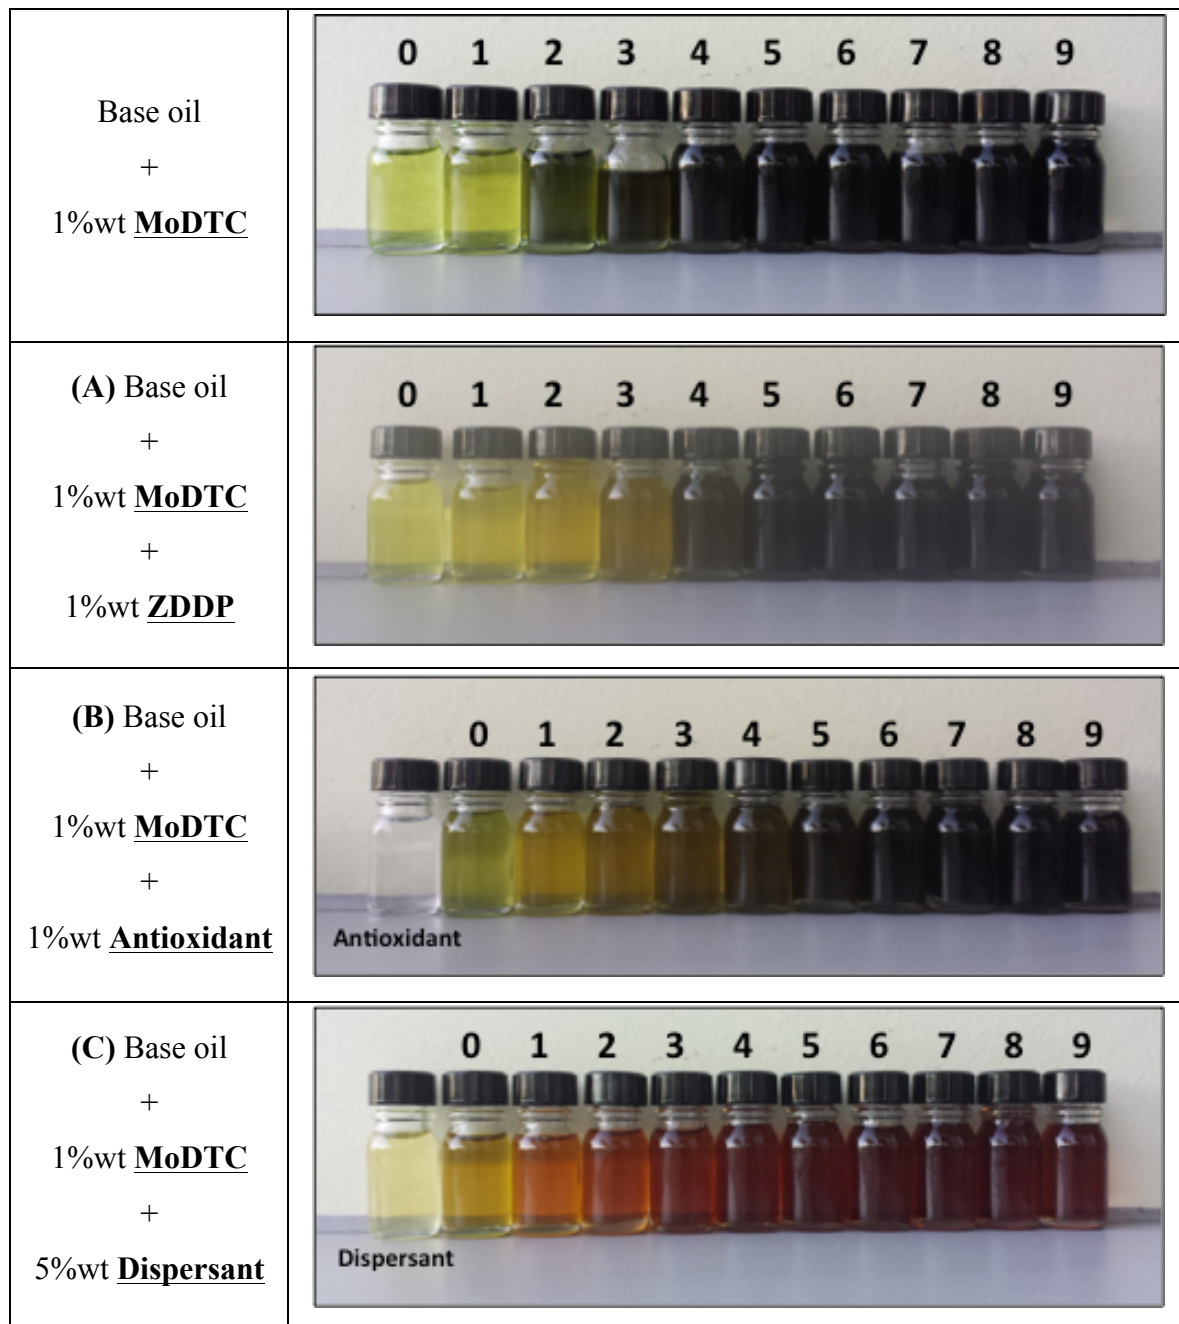 Base oil
+
1%wt MoDTC
0 1 2 3 4 5 6 7 8 9
(A) Base oil
+
1%wt MoDTC
+
1%wt ZDDP
0 1 2 3 4 5 6 7 8 9
(B) Base oil
+
1%wt MoDTC
+
1%wt Antioxidant
0 1 2 3 4 5 6 7 8 9
Antioxidant
(C) Base oil
+
1%wt MoDTC
+
5%wt Dispersant
0 1 2 3 4 5 6 7 8 9
Dispersant